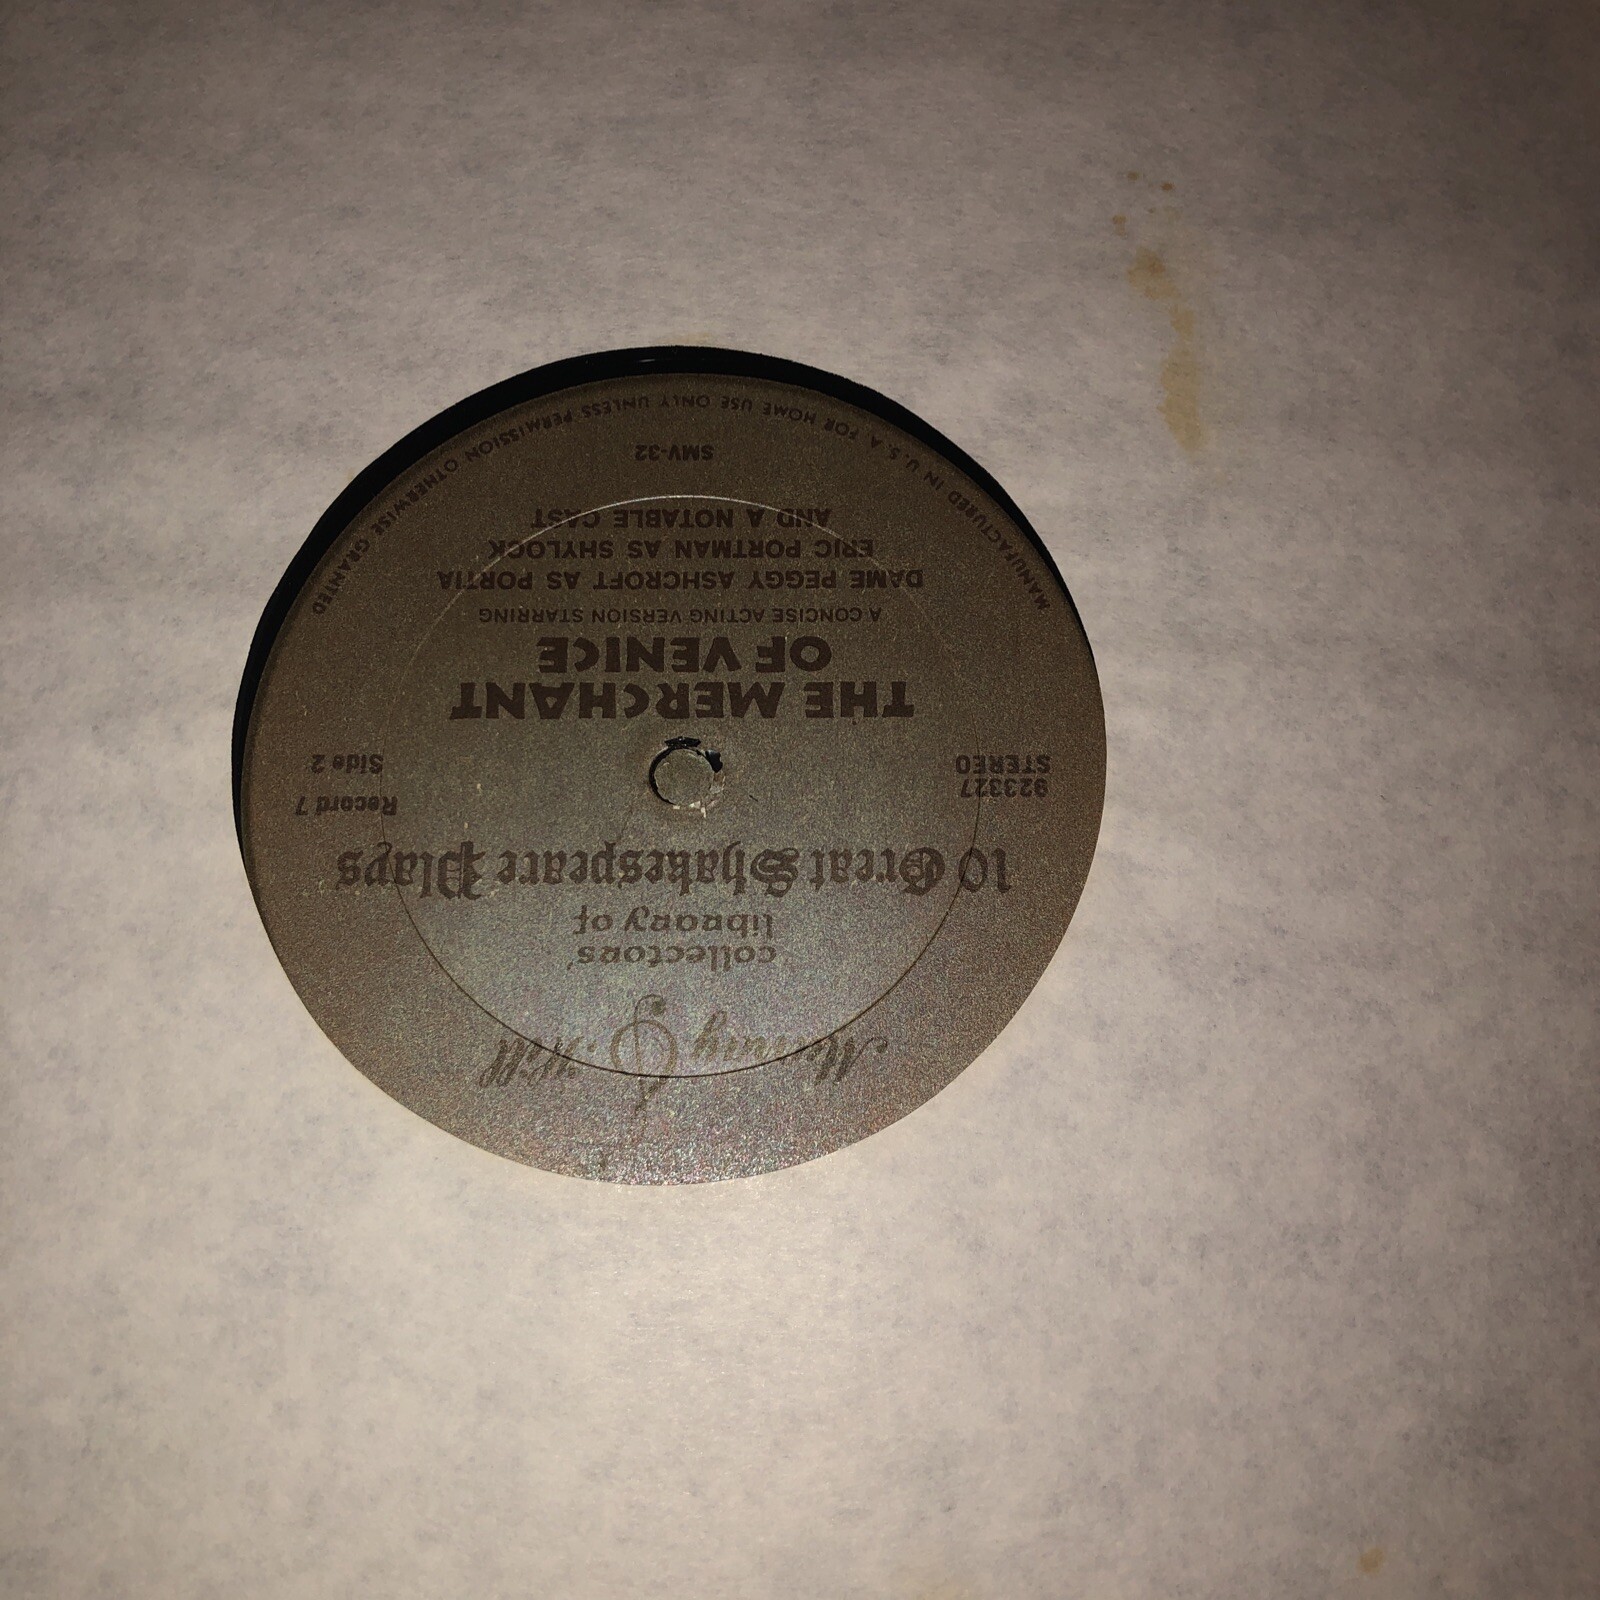 Murray Hill
collectors'
library of
10 Great Shakespeare Plays
923327
STEREO
Record 7
Side 2
THE MERCHANT
OF VENICE
A CONCISE ACTING VERSION STARRING
DAME PEGGY ASHCROFT AS PORTIA
ERIC PORTMAN AS SHYLOCK
AND A NOTABLE CAST
SMV-32
MANUFACTURED IN U.S.A FOR HOME USE ONLY UNLESS PERMISSION OTHERWISE GRANTED